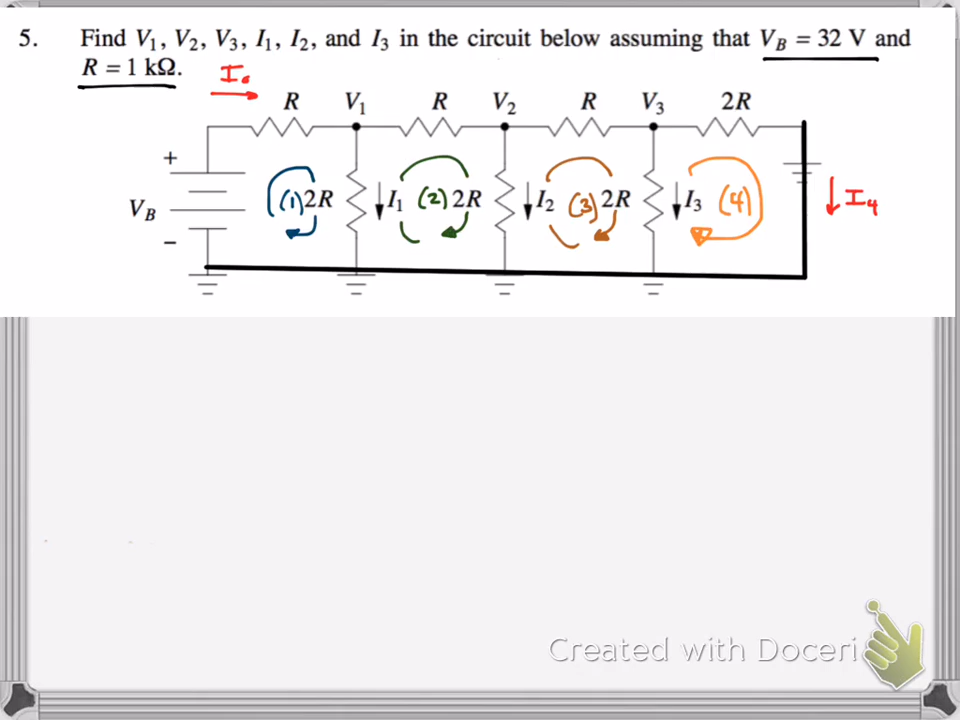 5. Find V₁, V₂, V₃, I₁, I₂, and I₃ in the circuit below assuming that V_B = 32 V and
R = 1 kΩ.
I₀
R V₁ R V₂ R V₃ 2R
+
V_B
−
(1) 2R I₁ (2) 2R I₂ (3) 2R I₃ (4) I₄
Created with Doceri